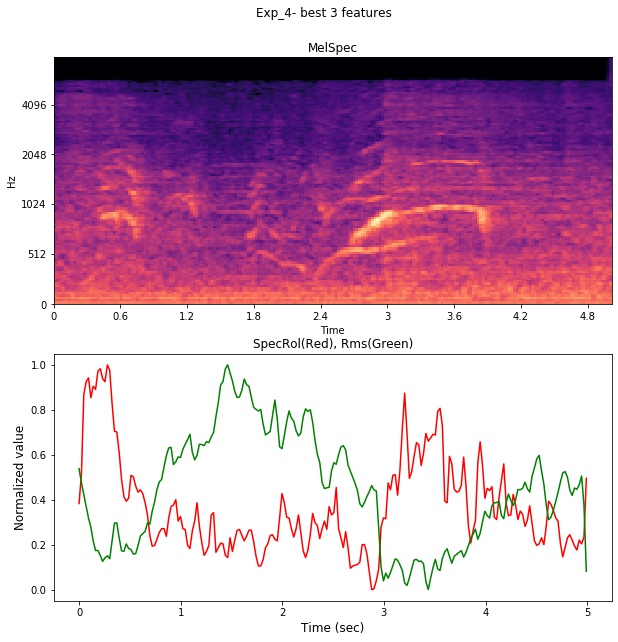 Exp_4- best 3 features
MelSpec
4096
2048
1024
512
0
Hz
0 0.6 1.2 1.8 2.4 3 3.6 4.2 4.8
Time
SpecRol(Red), Rms(Green)
1.0
0.8
0.6
0.4
0.2
0.0
Normalized value
0 1 2 3 4 5
Time (sec)